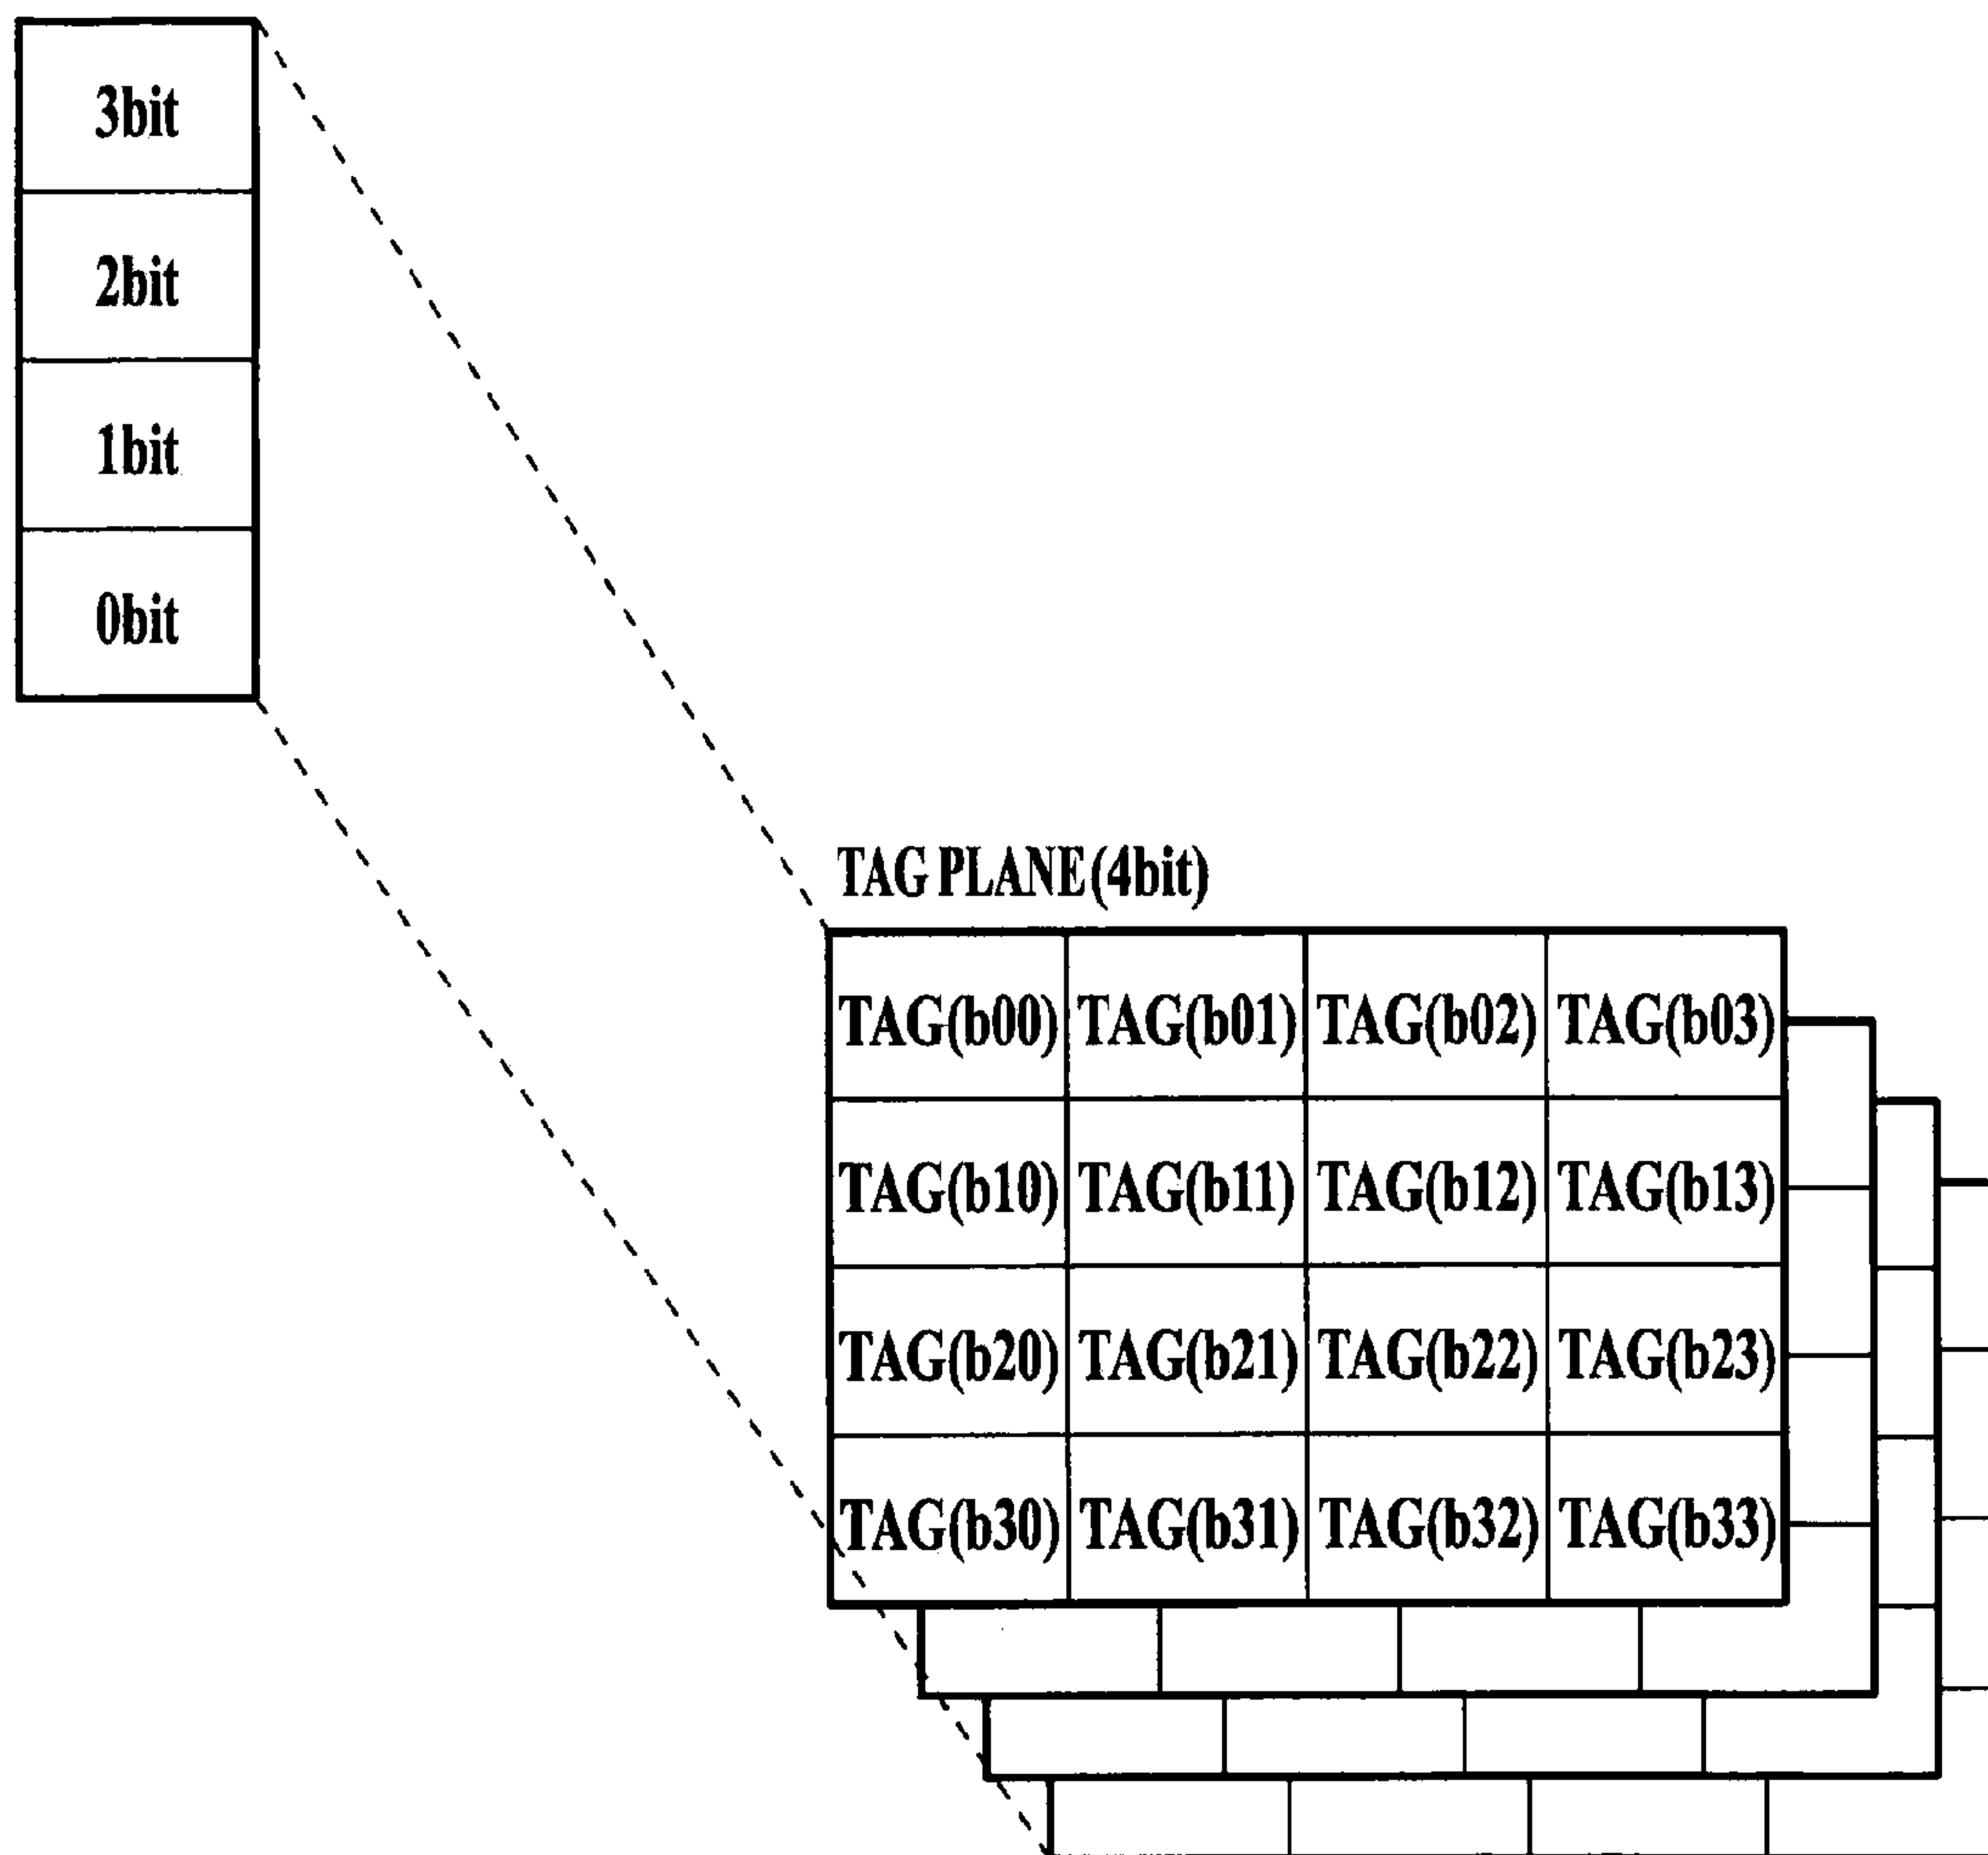 3bit
2bit
1bit
0bit
TAG PLANE(4bit)
TAG(b00) TAG(b01) TAG(b02) TAG(b03)
TAG(b10) TAG(b11) TAG(b12) TAG(b13)
TAG(b20) TAG(b21) TAG(b22) TAG(b23)
TAG(b30) TAG(b31) TAG(b32) TAG(b33)